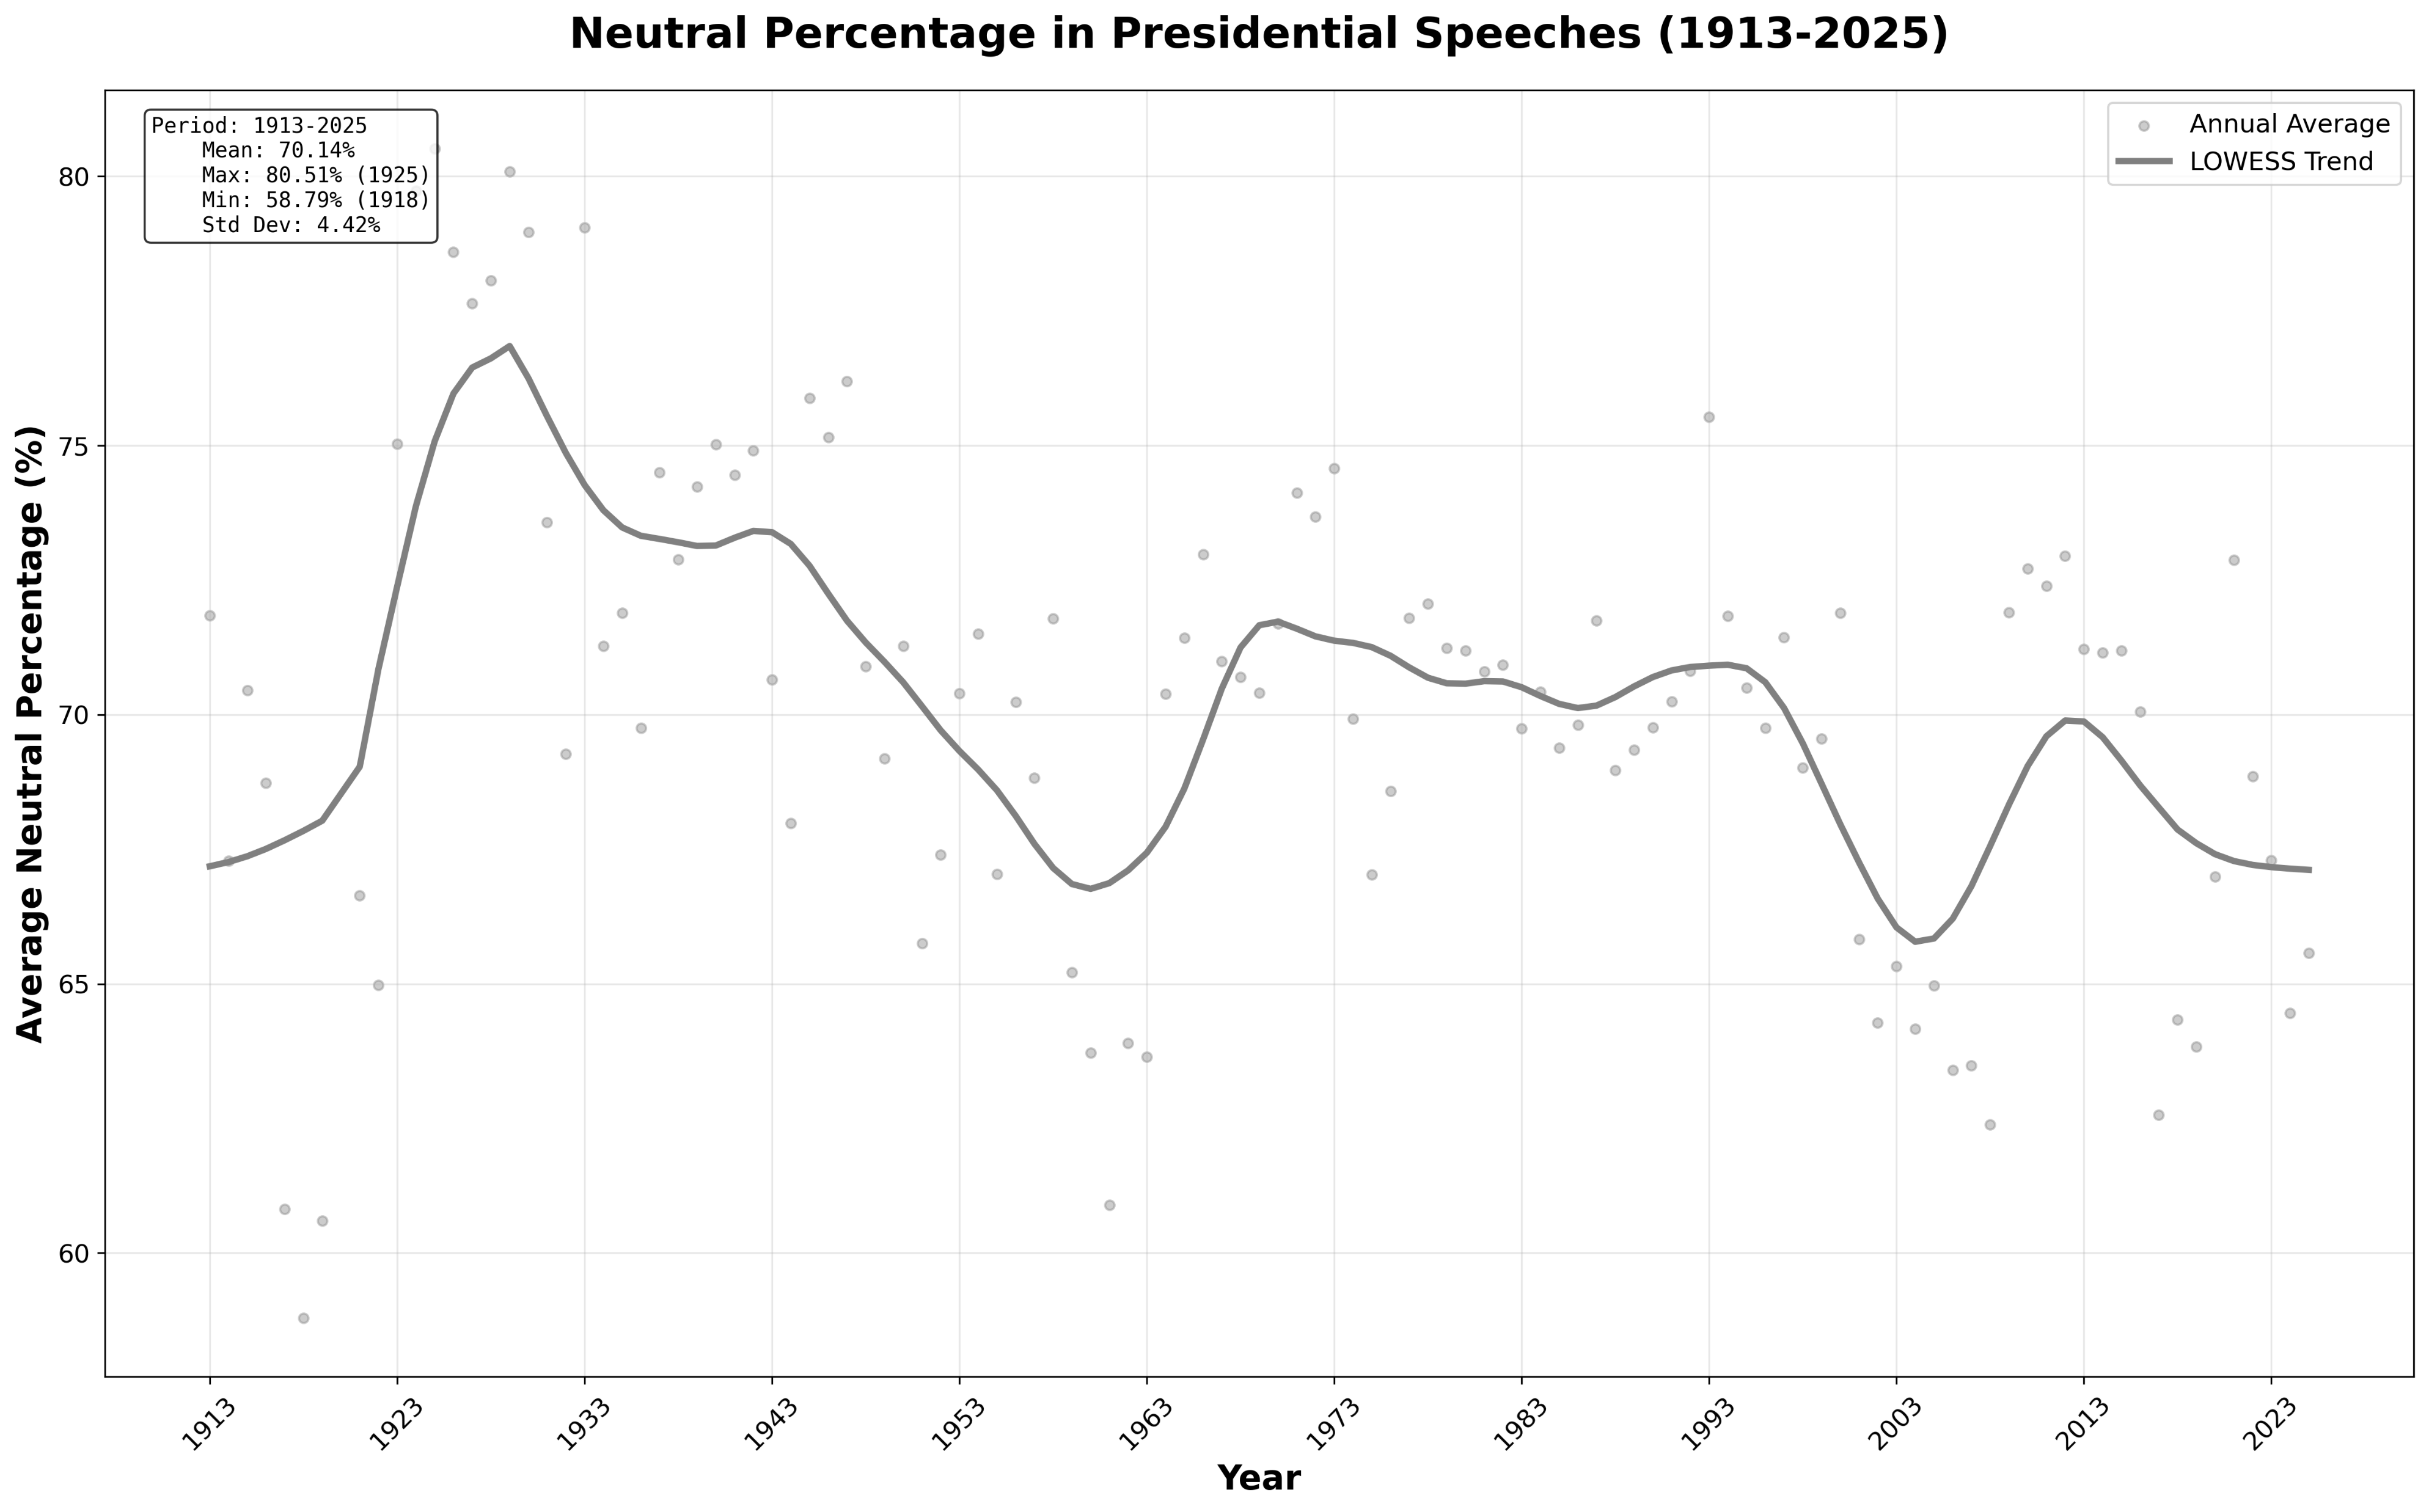 Neutral Percentage in Presidential Speeches (1913-2025)
Period: 1913-2025
Mean: 70.14%
Max: 80.51% (1925)
Min: 58.79% (1918)
Std Dev: 4.42%
Annual Average
LOWESS Trend
Average Neutral Percentage (%)
80
75
70
65
60
1913
1923
1933
1943
1953
1963
1973
1983
1993
2003
2013
2023
Year